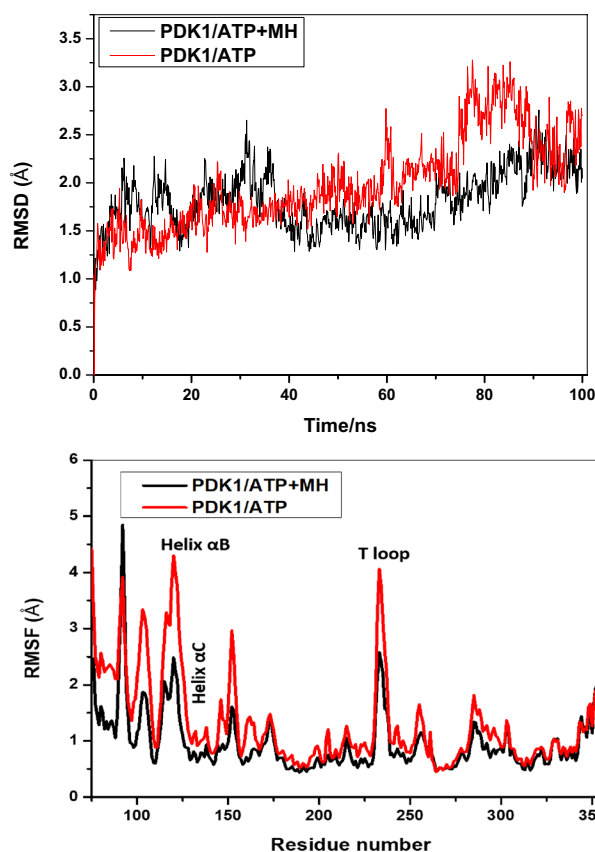 PDK1/ATP+MH
PDK1/ATP
RMSD (Å)
3.5
3.0
2.5
2.0
1.5
1.0
0.5
0.0
0 20 40 60 80 100
Time/ns
PDK1/ATP+MH
PDK1/ATP
Helix αB
Helix αC
T loop
RMSF (Å)
6
5
4
3
2
1
0
100 150 200 250 300 35
Residue number